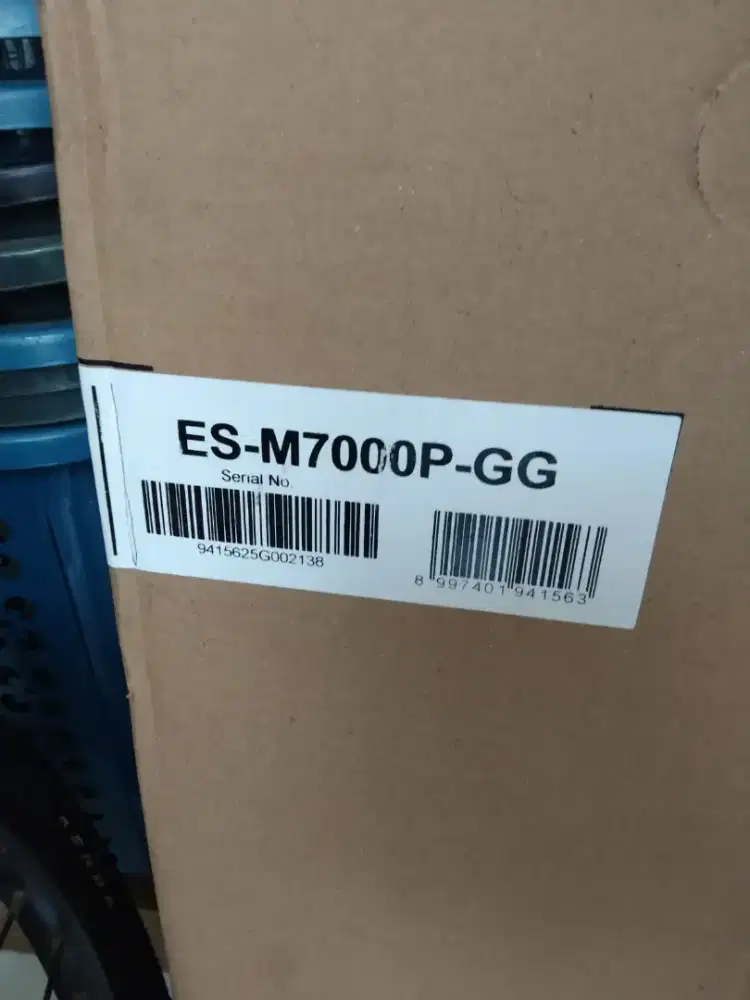 ES-M7000P-GG
Serial No.
9415625G002138
8 997401 941563